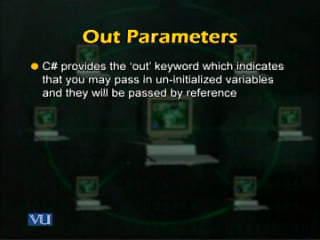 Out Parameters
C# provides the ‘out’ keyword which indicates
that you may pass in un-initialized variables
and they will be passed by reference
VU